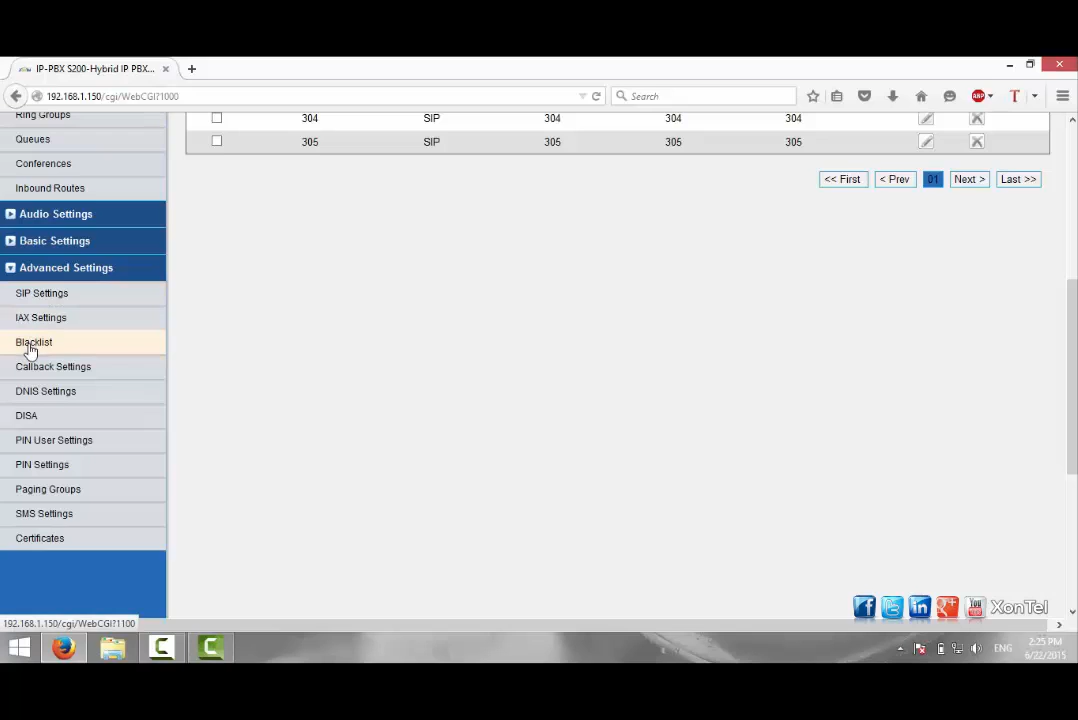 IP-PBX S200-Hybrid IP PBX...
192.168.1.150/cgi/WebCGI?1000
Search
ABP
T
Ring Groups
304 SIP 304 304 304
305 SIP 305 305 305
Queues
Conferences
Inbound Routes
<< First < Prev 01 Next > Last >>
Audio Settings
Basic Settings
Advanced Settings
SIP Settings
IAX Settings
Blacklist
Callback Settings
DNIS Settings
DISA
PIN User Settings
PIN Settings
Paging Groups
SMS Settings
Certificates
You Tube XonTel
192.168.1.150/cgi/WebCGI?1100
ENG
2:25 PM
6/22/2015